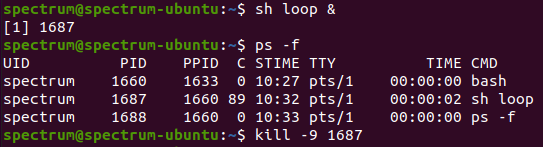 spectrum@spectrum-ubuntu:~$ sh loop &
[1] 1687
spectrum@spectrum-ubuntu:~$ ps -f
UID          PID    PPID  C STIME TTY          TIME CMD
spectrum    1660    1633  0 10:27 pts/1    00:00:00 bash
spectrum    1687    1660 89 10:32 pts/1    00:00:02 sh loop
spectrum    1688    1660  0 10:33 pts/1    00:00:00 ps -f
spectrum@spectrum-ubuntu:~$ kill -9 1687